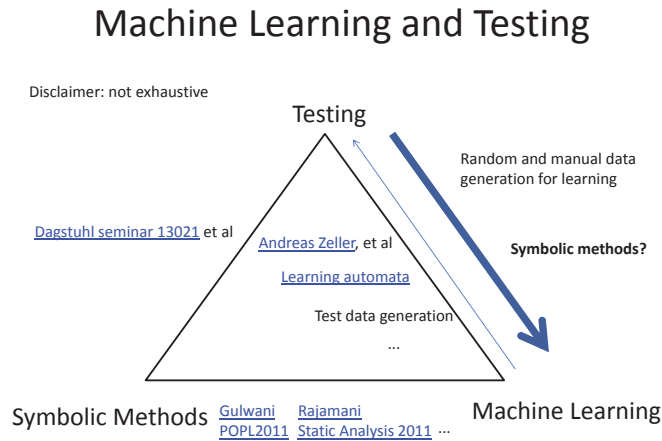 Machine Learning and Testing
Disclaimer: not exhaustive
Testing
Random and manual data
generation for learning
Dagstuhl seminar 13021 et al
Andreas Zeller, et al
Symbolic methods?
Learning automata
Test data generation
...
Symbolic Methods
Gulwani
POPL2011
Rajamani
Static Analysis 2011 ...
Machine Learning